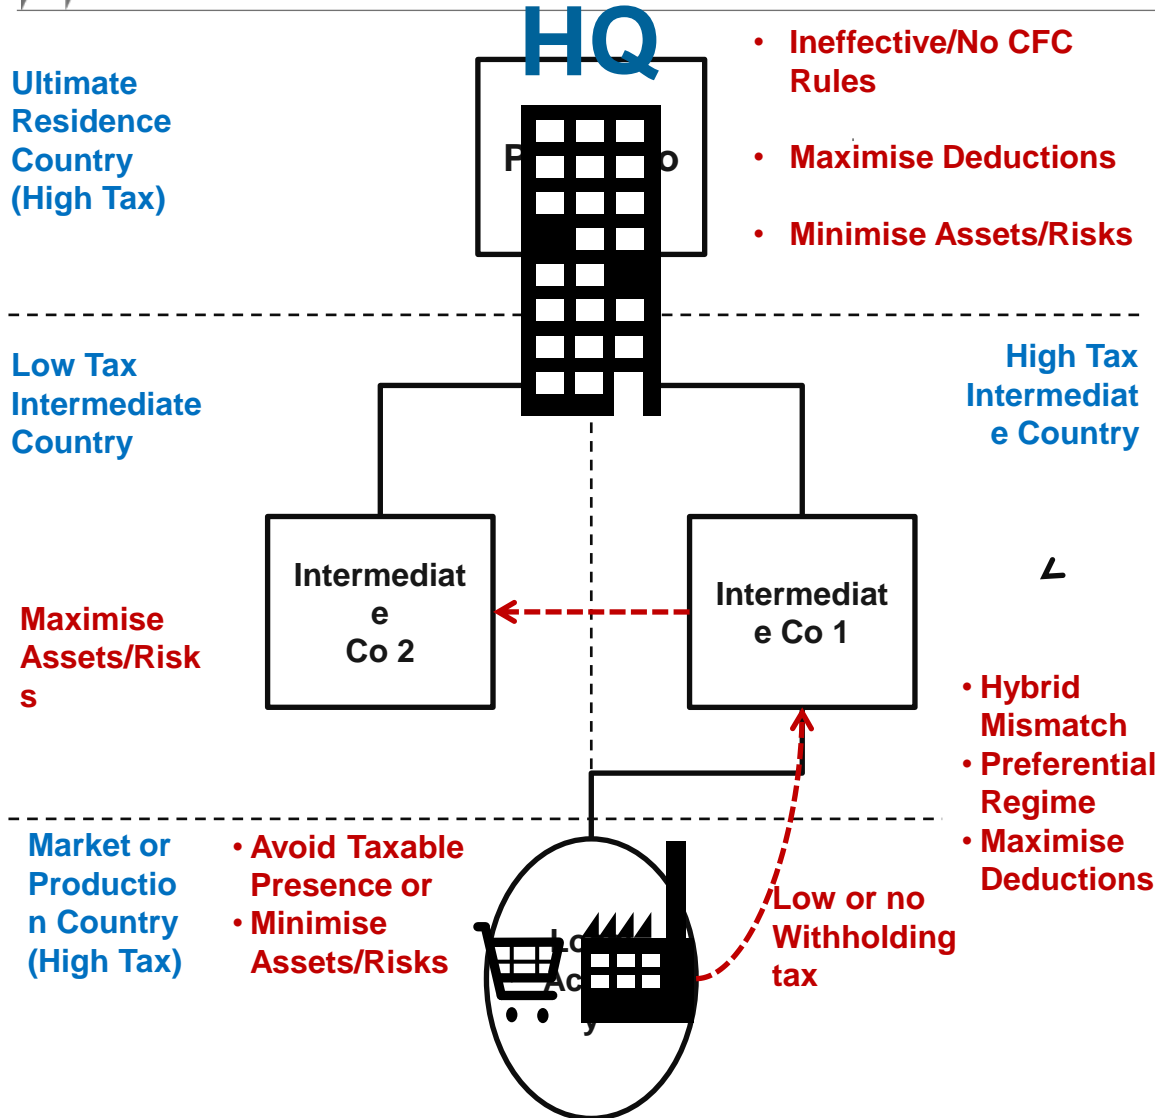 HQ
Ultimate
Residence
Country
(High Tax)
• Ineffective/No CFC
Rules
• Maximise Deductions
• Minimise Assets/Risks
Low Tax
Intermediate
Country
High Tax
Intermediat
e Country
Intermediat
e
Co 2
Intermediat
e Co 1
Maximise
Assets/Risk
s
• Hybrid
Mismatch
• Preferential
Regime
• Maximise
Deductions
Market or
Productio
n Country
(High Tax)
• Avoid Taxable
Presence or
• Minimise
Assets/Risks
Low or no
Withholding
tax